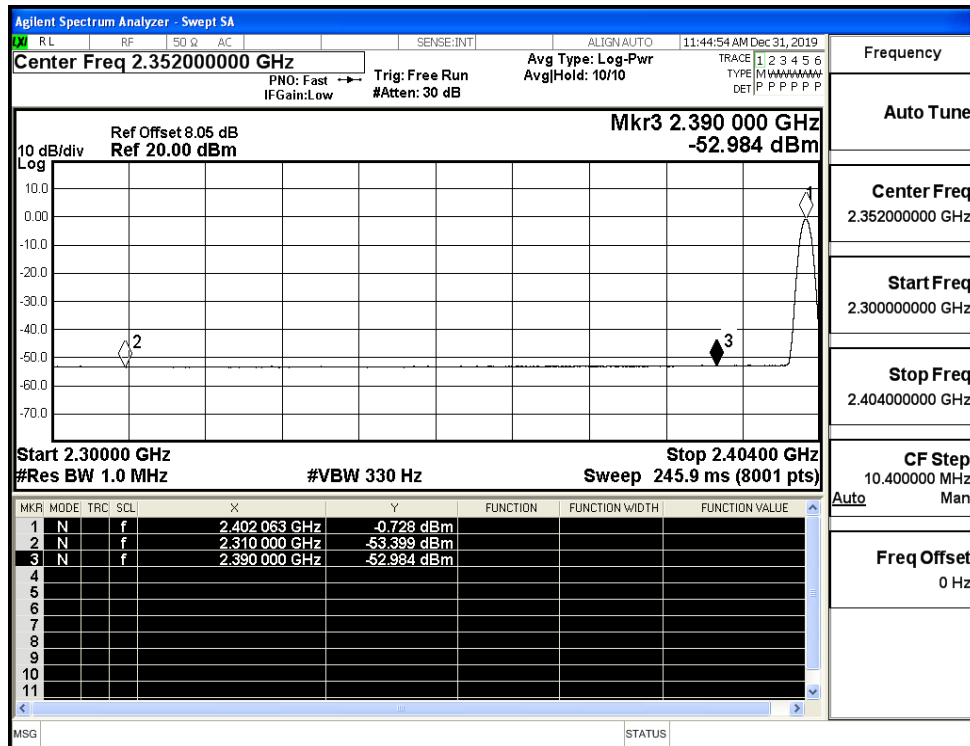 Agilent Spectrum Analyzer - Swept SA
LXI RL RF 50 Ω AC SENSE:INT ALIGN AUTO 11:44:54 AM Dec 31, 2019
Center Freq 2.352000000 GHz
PNO: Fast
IFGain:Low
Trig: Free Run
#Atten: 30 dB
Avg Type: Log-Pwr
Avg|Hold: 10/10
TRACE 1 2 3 4 5 6
TYPE M W W W W W
DET P P P P P P
Ref Offset 8.05 dB
10 dB/div Ref 20.00 dBm
Log
Mkr3 2.390 000 GHz
-52.984 dBm
10.0
0.00
-10.0
-20.0
-30.0
-40.0
-50.0
-60.0
-70.0
1
2
3
Start 2.30000 GHz Stop 2.40400 GHz
#Res BW 1.0 MHz #VBW 330 Hz Sweep 245.9 ms (8001 pts)
MKR MODE TRC SCL X Y FUNCTION FUNCTION WIDTH FUNCTION VALUE
1 N f 2.402 063 GHz -0.728 dBm
2 N f 2.310 000 GHz -53.399 dBm
3 N f 2.390 000 GHz -52.984 dBm
4
5
6
7
8
9
10
11
MSG STATUS
Frequency
Auto Tune
Center Freq
2.352000000 GHz
Start Freq
2.300000000 GHz
Stop Freq
2.404000000 GHz
CF Step
10.400000 MHz
Auto Man
Freq Offset
0 Hz